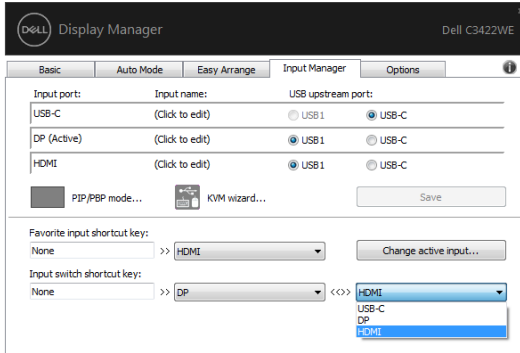 DELL Display Manager Dell C3422WE
Basic Auto Mode Easy Arrange Input Manager Options
Input port: Input name: USB upstream port:
USB-C (Click to edit) USB1 USB-C
DP (Active) (Click to edit) USB1 USB-C
HDMI (Click to edit) USB1 USB-C
PIP/PBP mode... KVM wizard... Save
Favorite input shortcut key:
None >> HDMI Change active input...
Input switch shortcut key:
None >> DP <<>> HDMI
USB-C
DP
HDMI